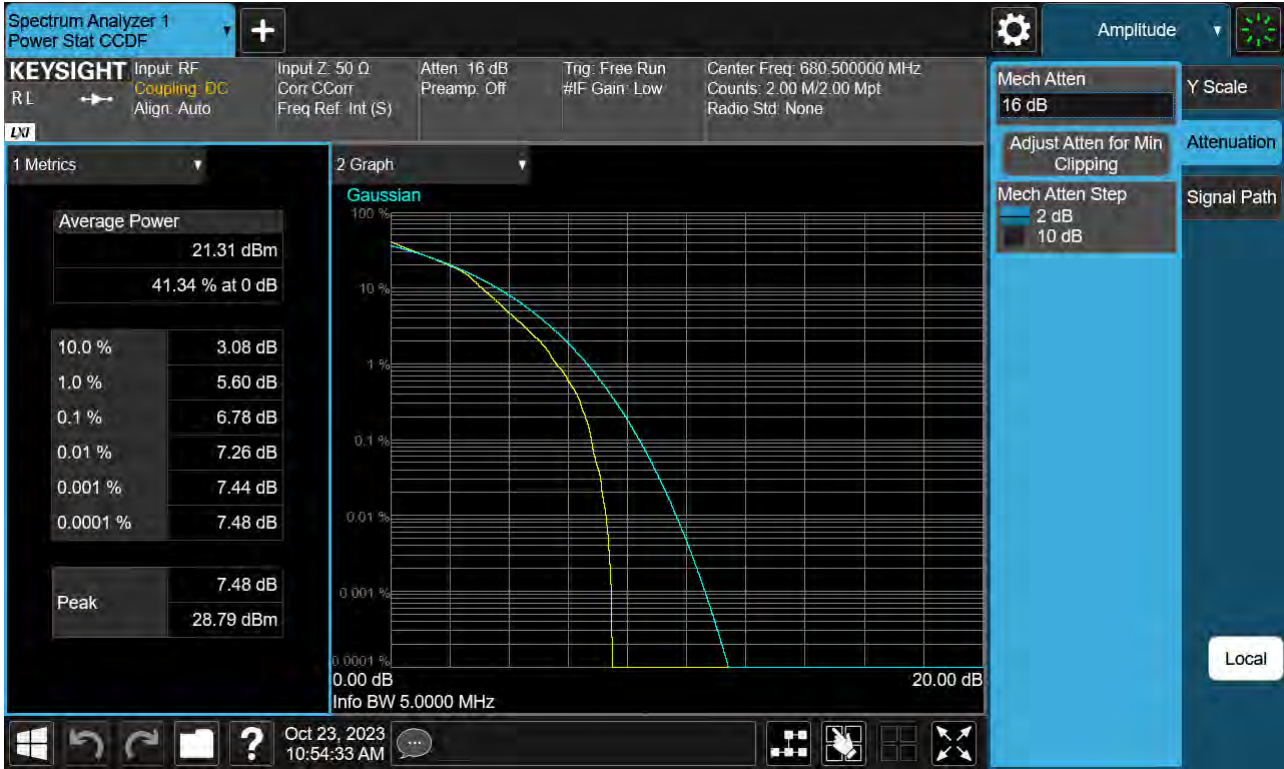 Spectrum Analyzer 1
Power Stat CCDF
+
Amplitude
KEYSIGHT
R L
LXI
Input: RF
Coupling: DC
Align: Auto
Input Z: 50 Ω
Corr CCorr
Freq Ref: Int (S)
Atten: 16 dB
Preamp: Off
Trig: Free Run
#IF Gain: Low
Center Freq: 680.500000 MHz
Counts: 2.00 M/2.00 Mpt
Radio Std: None
Mech Atten
16 dB
Adjust Atten for Min
Clipping
Mech Atten Step
2 dB
10 dB
Y Scale
Attenuation
Signal Path
Local
1 Metrics
Average Power
21.31 dBm
41.34 % at 0 dB
10.0 % 3.08 dB
1.0 % 5.60 dB
0.1 % 6.78 dB
0.01 % 7.26 dB
0.001 % 7.44 dB
0.0001 % 7.48 dB
Peak
7.48 dB
28.79 dBm
2 Graph
Gaussian
100 %
10 %
1 %
0.1 %
0.01 %
0.001 %
0.0001 %
0.00 dB 20.00 dB
Info BW 5.0000 MHz
?
Oct 23, 2023
10:54:33 AM